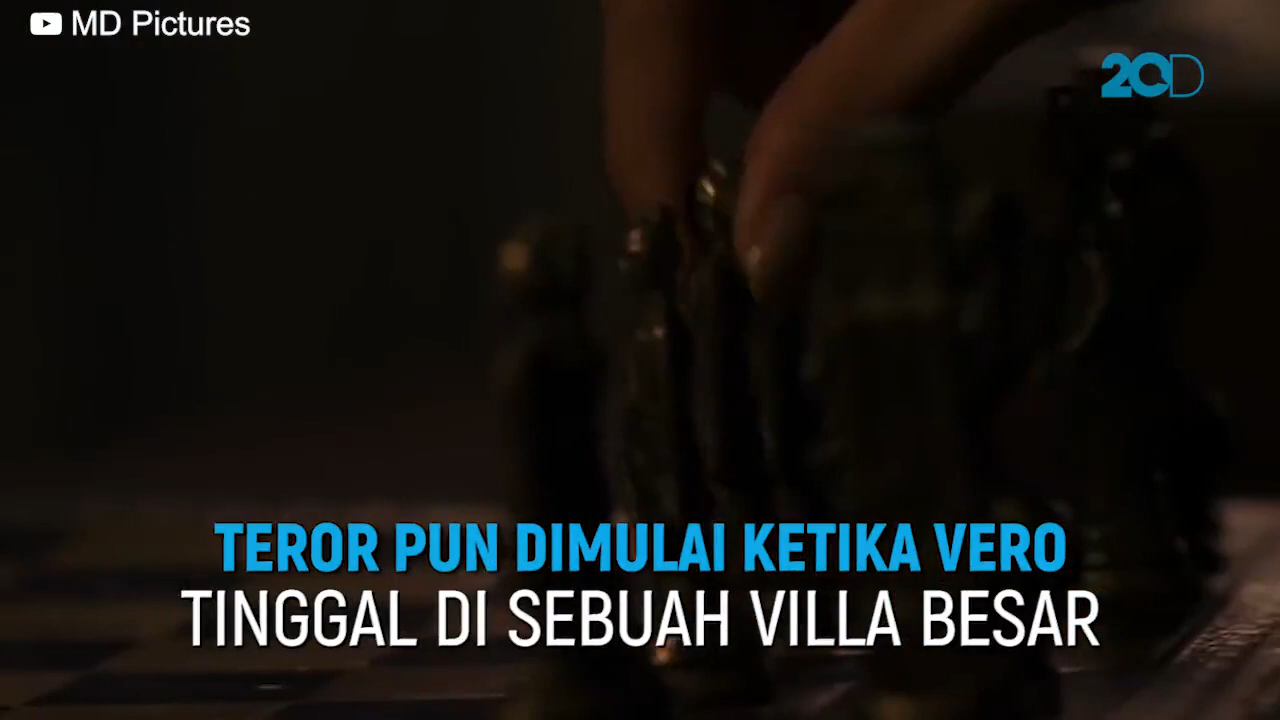 MD Pictures
20D
TEROR PUN DIMULAI KETIKA VERO
TINGGAL DI SEBUAH VILLA BESAR